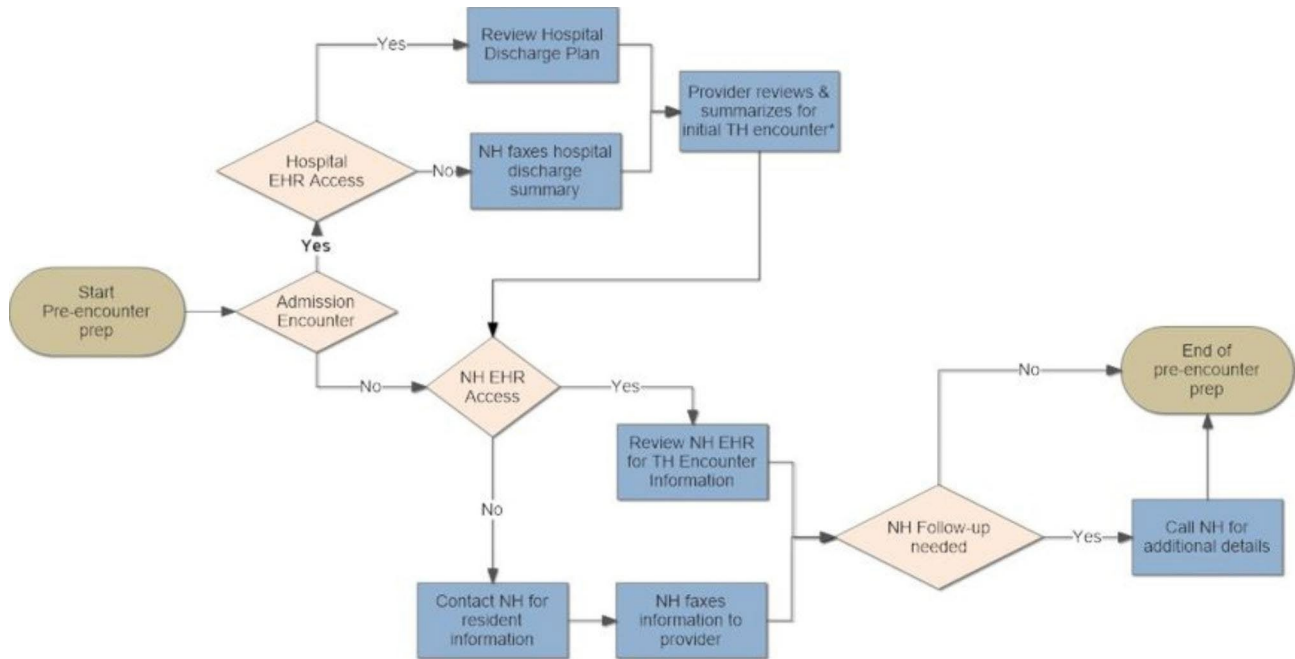 Yes
Review Hospital
Discharge Plan
Provider reviews &
summarizes for
initial TH encounter*
Hospital
EHR Access
No
NH faxes hospital
discharge
summary
Yes
Start
Pre-encounter
prep
Admission
Encounter
No
NH EHR
Access
Yes
No
End of
pre-encounter
prep
Review NH EHR
for TH Encounter
Information
No
NH Follow-up
needed
Yes
Call NH for
additional details
Contact NH for
resident
information
NH faxes
information to
provider